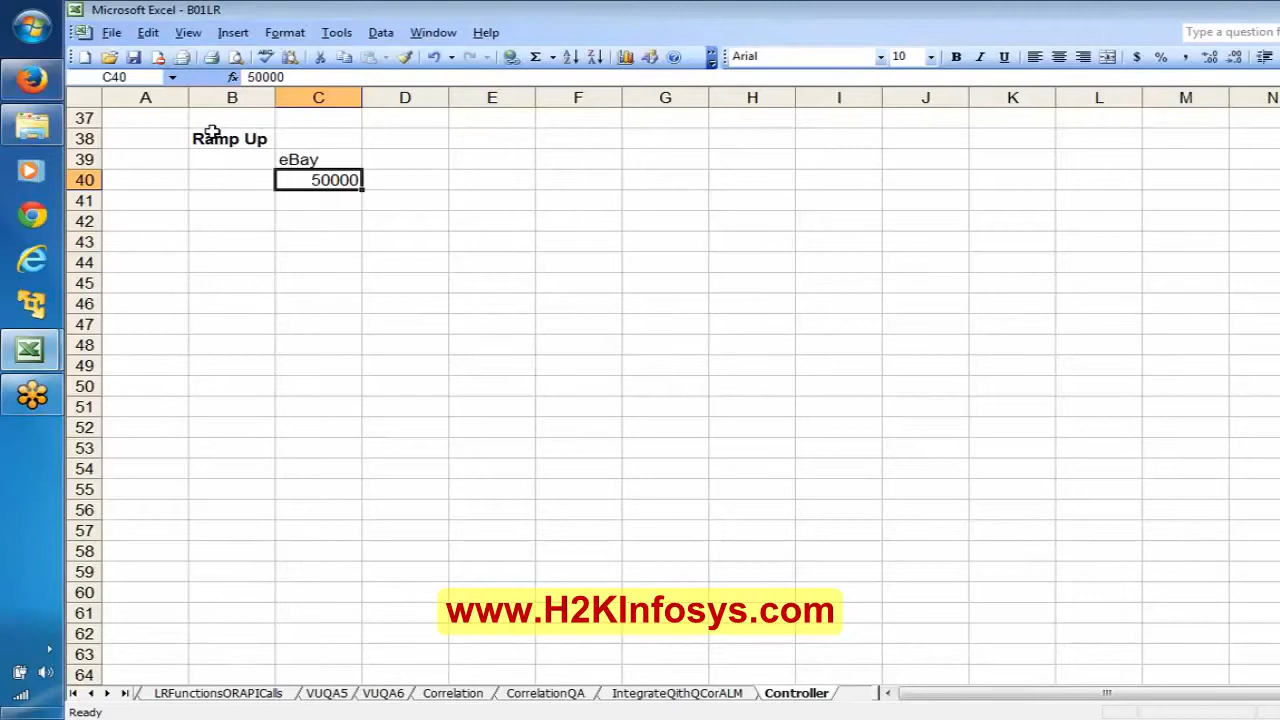 Microsoft Excel - B01LR
File Edit View Insert Format Tools Data Window Help
Type a question f
Arial 10 B I U $ % ,
C40 fx 50000
A B C D E F G H I J K L M N
37
38 Ramp Up
39 eBay
40 50000
41
42
43
44
45
46
47
48
49
50
51
52
53
54
55
56
57
58
59
60
61
62
63
64
www.H2KInfosys.com
LRFunctionsORAPICalls VUQA5 VUQA6 Correlation CorrelationQA IntegrateQithQCorALM Controller
Ready